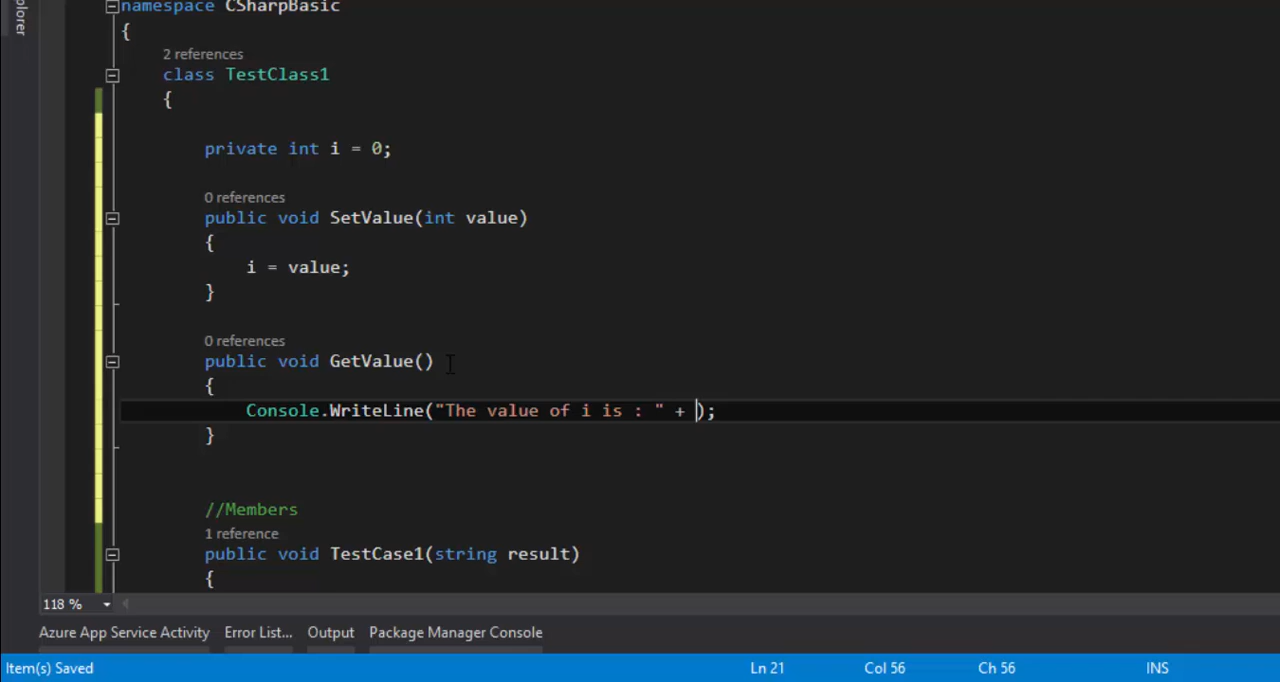 plorer
namespace CSharpBasic
{
2 references
class TestClass1
{
private int i = 0;
0 references
public void SetValue(int value)
{
i = value;
}
0 references
public void GetValue()
{
Console.WriteLine("The value of i is : " + );
}
//Members
1 reference
public void TestCase1(string result)
{
118 %
Azure App Service Activity Error List... Output Package Manager Console
Item(s) Saved Ln 21 Col 56 Ch 56 INS